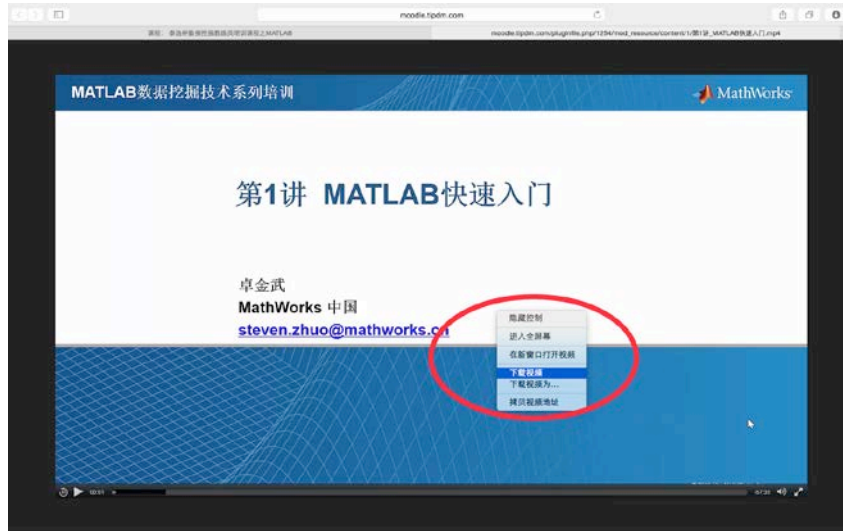 moodle.tipdm.com
MATLAB数据挖掘技术系列培训
MathWorks
第1讲 MATLAB快速入门
卓金武
MathWorks 中国
steven.zhuo@mathworks.cn
隐藏控制
进入全屏幕
在新窗口打开视频
下载视频
下载视频为...
拷贝视频地址